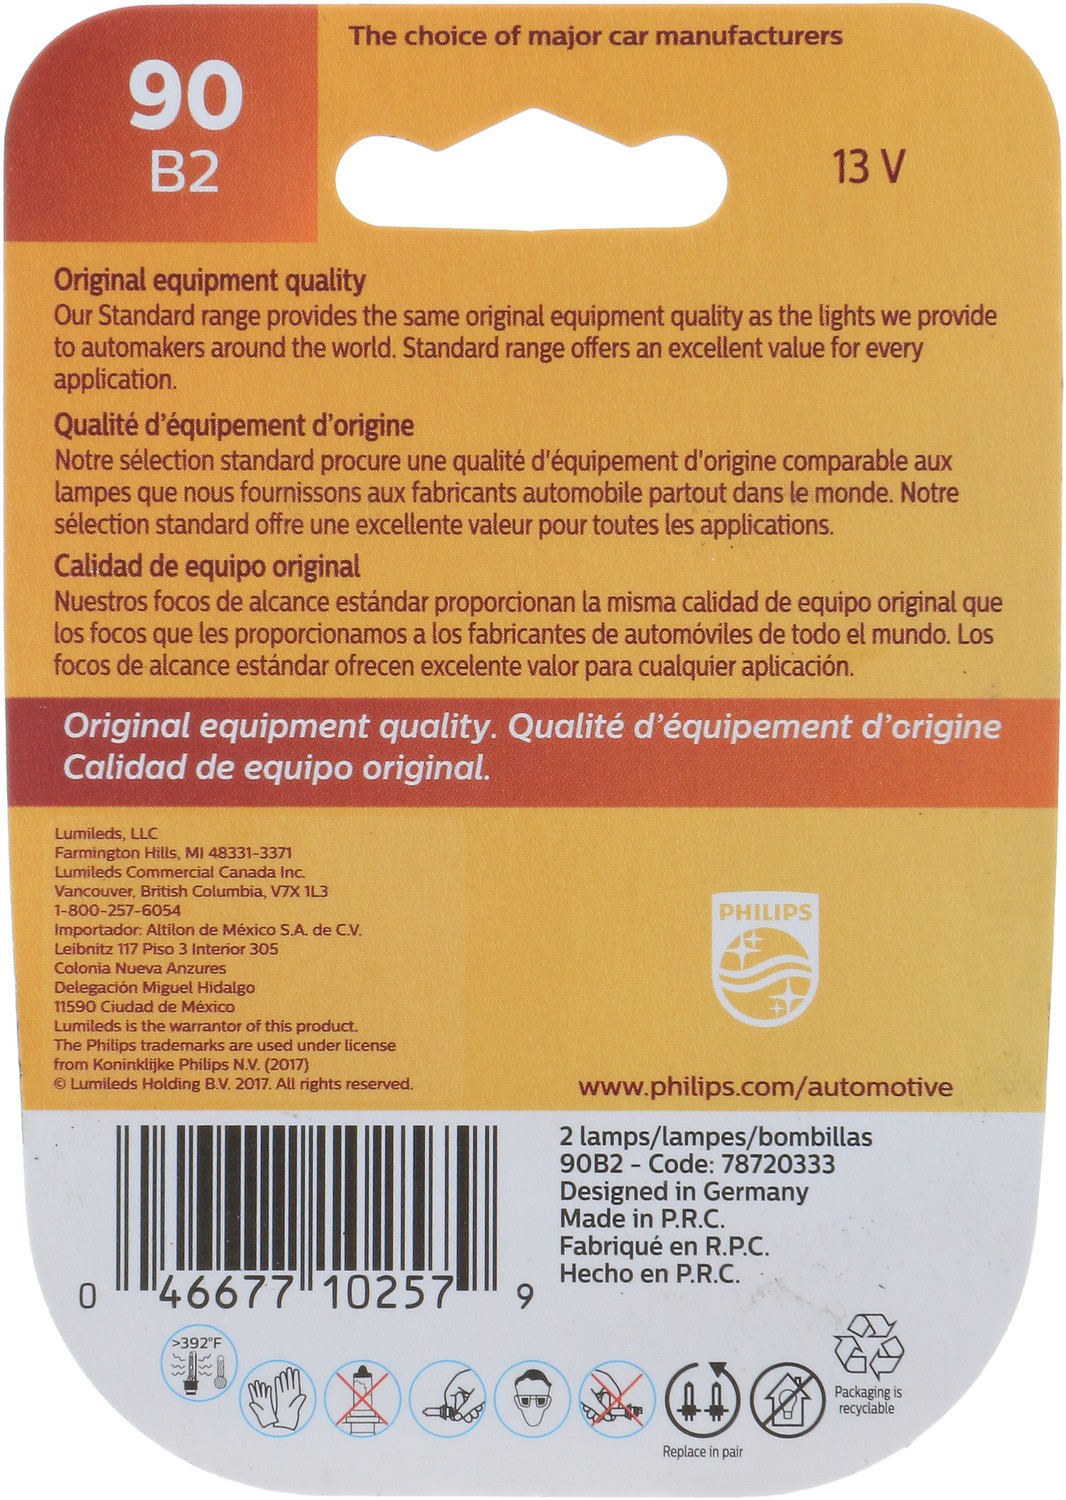 The choice of major car manufacturers
90
B2
13 V
Original equipment quality
Our Standard range provides the same original equipment quality as the lights we provide
to automakers around the world. Standard range offers an excellent value for every
application.
Qualité d'équipement d'origine
Notre sélection standard procure une qualité d'équipement d'origine comparable aux
lampes que nous fournissons aux fabricants automobile partout dans le monde. Notre
sélection standard offre une excellente valeur pour toutes les applications.
Calidad de equipo original
Nuestros focos de alcance estándar proporcionan la misma calidad de equipo original que
los focos que les proporcionamos a los fabricantes de automóviles de todo el mundo. Los
focos de alcance estándar ofrecen excelente valor para cualquier aplicación.
Original equipment quality. Qualité d'équipement d'origine
Calidad de equipo original.
Lumileds, LLC
Farmington Hills, MI 48331-3371
Lumileds Commercial Canada Inc.
Vancouver, British Columbia, V7X 1L3
1-800-257-6054
Importador: Altilon de México S.A. de C.V.
Leibnitz 117 Piso 3 Interior 305
Colonia Nueva Anzures
Delegación Miguel Hidalgo
11590 Ciudad de México
Lumileds is the warrantor of this product.
The Philips trademarks are used under license
from Koninklijke Philips N.V. (2017)
© Lumileds Holding B.V. 2017. All rights reserved.
PHILIPS
www.philips.com/automotive
2 lamps/lampes/bombillas
90B2 - Code: 78720333
Designed in Germany
Made in P.R.C.
Fabriqué en R.P.C.
Hecho en P.R.C.
0 46677 10257 9
>392°F
Replace in pair
Packaging is
recyclable